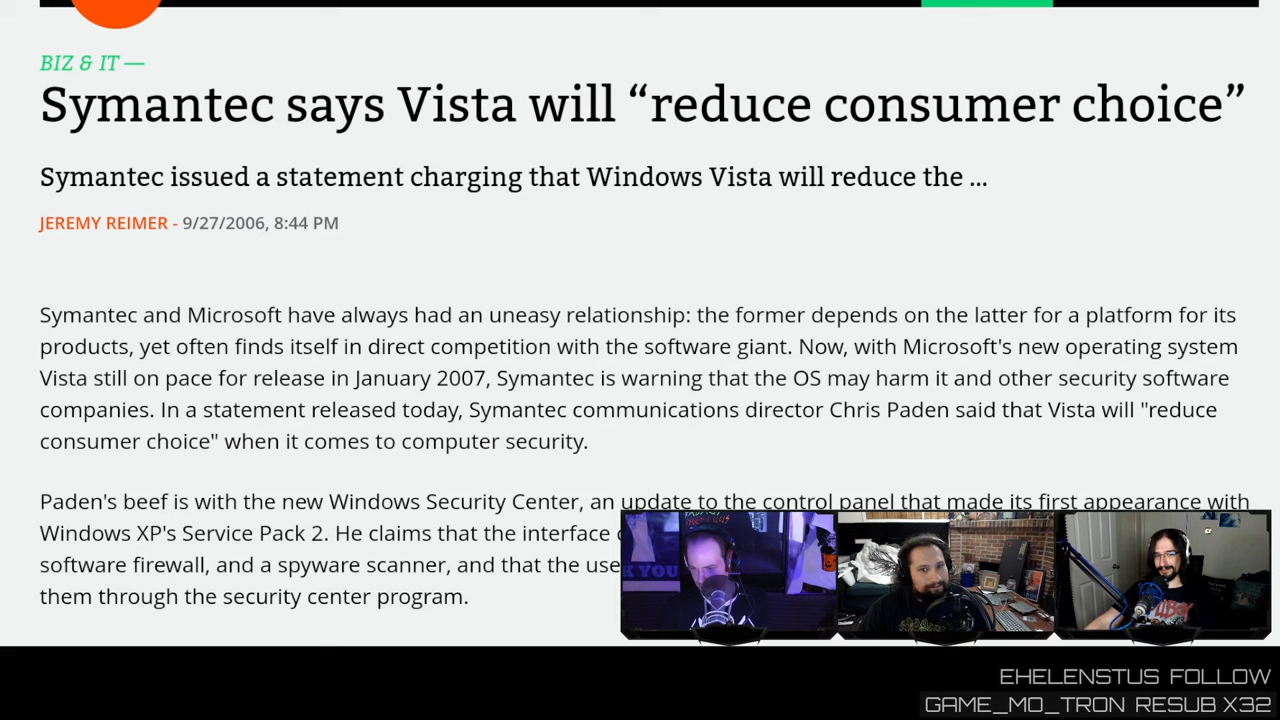 BIZ & IT —
Symantec says Vista will “reduce consumer choice”
Symantec issued a statement charging that Windows Vista will reduce the ...
JEREMY REIMER - 9/27/2006, 8:44 PM
Symantec and Microsoft have always had an uneasy relationship: the former depends on the latter for a platform for its
products, yet often finds itself in direct competition with the software giant. Now, with Microsoft's new operating system
Vista still on pace for release in January 2007, Symantec is warning that the OS may harm it and other security software
companies. In a statement released today, Symantec communications director Chris Paden said that Vista will "reduce
consumer choice" when it comes to computer security.
Paden's beef is with the new Windows Security Center, an update to the control panel that made its first appearance with
Windows XP's Service Pack 2. He claims that the interface
software firewall, and a spyware scanner, and that the use
them through the security center program.
K YOU
EHELENSTUS FOLLOW
GAME_MO_TRON RESUB X32